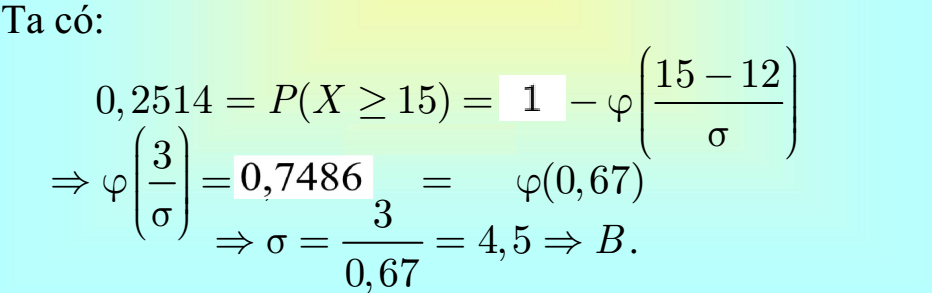 Ta có:
0,2514 = P(X ≥ 15) = 1 − φ((15 − 12)/σ)
⇒ φ(3/σ) = 0,7486 = φ(0,67)
⇒ σ = 3/0,67 = 4,5 ⇒ B.